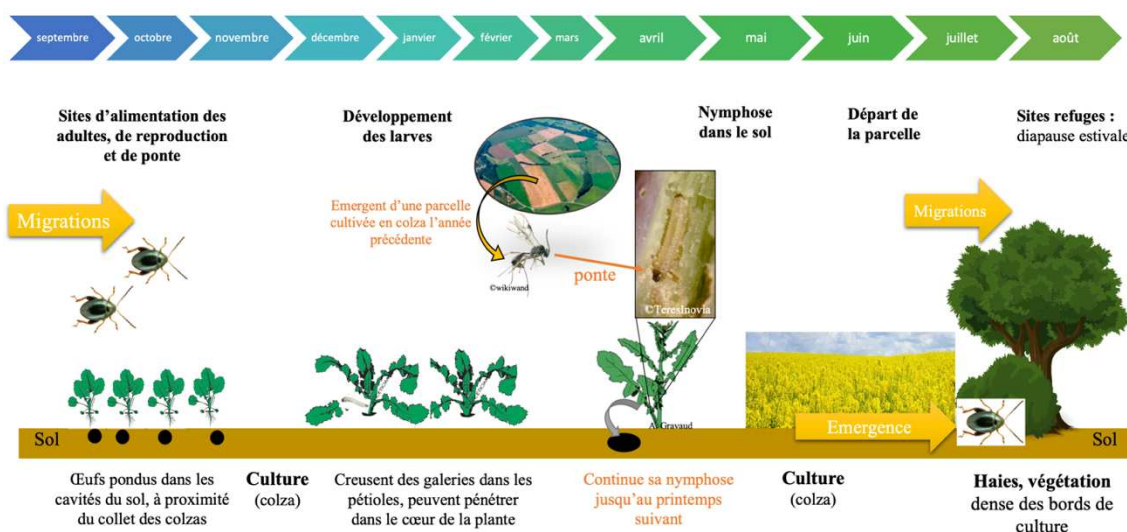 septembre
octobre
novembre
décembre
janvier
février
mars
avril
mai
juin
juillet
août
Sites d'alimentation des
adultes, de reproduction
et de ponte
Développement
des larves
Nymphose
dans le sol
Départ de
la parcelle
Sites refuges :
diapause estivale
Migrations
Emergent d'une parcelle
cultivée en colza l'année
précédente
©wikiwand
ponte
©TeresInovia
Migrations
A. Gravaud
Sol
Emergence
Sol
Œufs pondus dans les
cavités du sol, à proximité
du collet des colzas
Culture
(colza)
Creusent des galeries dans les
pétioles, peuvent pénétrer
dans le cœur de la plante
Continue sa nymphose
jusqu'au printemps
suivant
Culture
(colza)
Haies, végétation
dense des bords de
culture